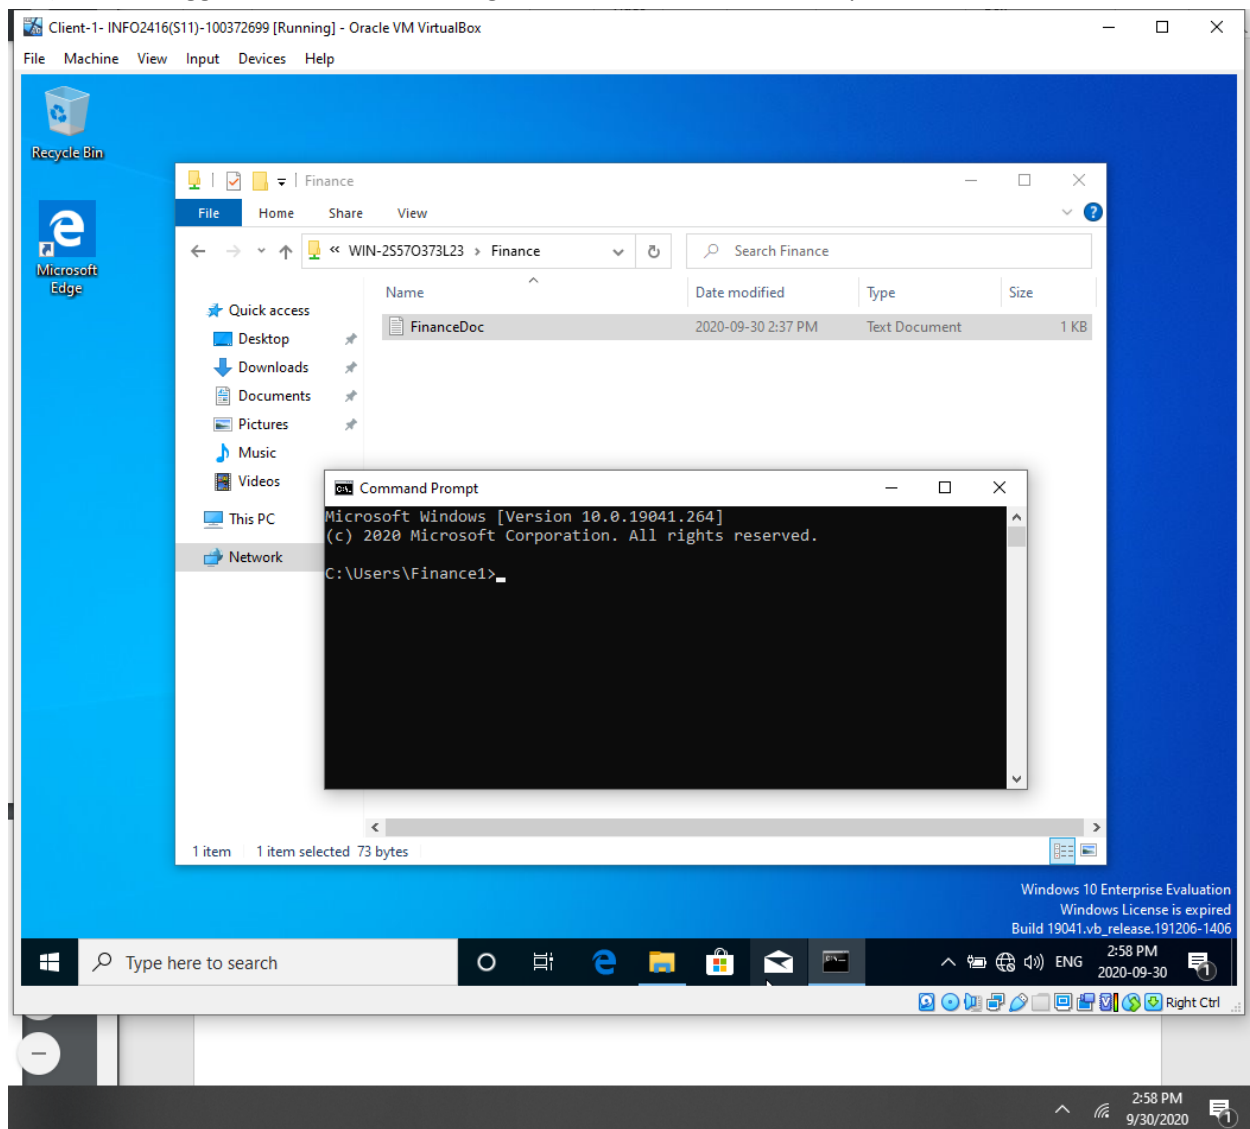 Client-1- INFO2416(S11)-100372699 [Running] - Oracle VM VirtualBox
File Machine View Input Devices Help
Recycle Bin
Microsoft
Edge
Finance
File Home Share View
« WIN-2S57O373L23 › Finance
Search Finance
Name Date modified Type Size
FinanceDoc 2020-09-30 2:37 PM Text Document 1 KB
Quick access
Desktop
Downloads
Documents
Pictures
Music
Videos
This PC
Network
Command Prompt
Microsoft Windows [Version 10.0.19041.264]
(c) 2020 Microsoft Corporation. All rights reserved.
C:\Users\Finance1>
1 item 1 item selected 73 bytes
Windows 10 Enterprise Evaluation
Windows License is expired
Build 19041.vb_release.191206-1406
Type here to search
ENG
2:58 PM
2020-09-30
1
Right Ctrl
2:58 PM
9/30/2020
1